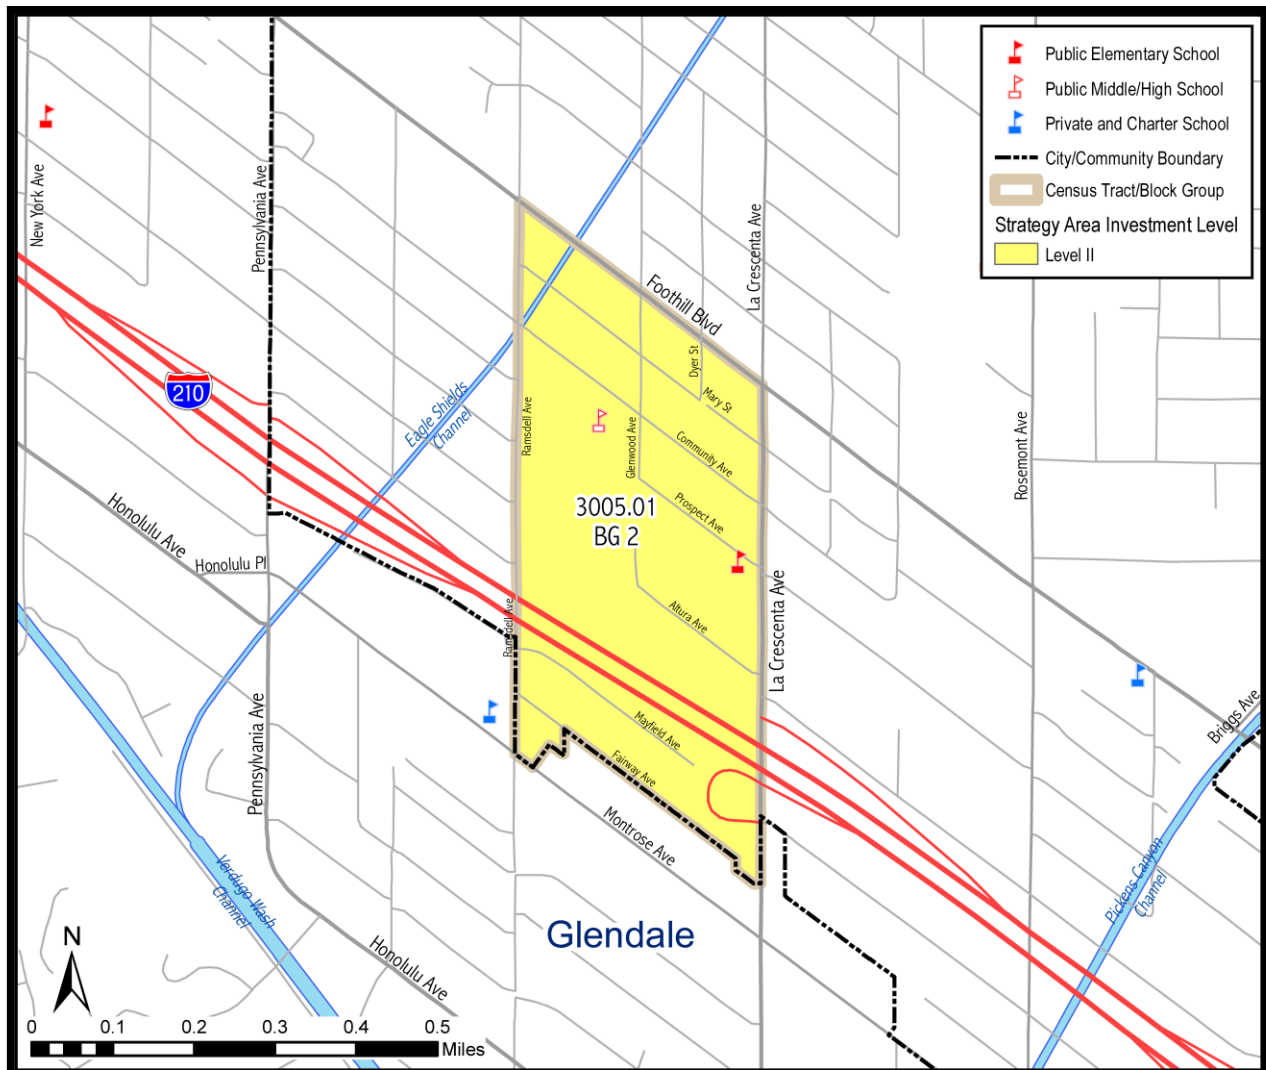 Public Elementary School
Public Middle/High School
Private and Charter School
City/Community Boundary
Census Tract/Block Group
Strategy Area Investment Level
Level II
New York Ave
Pennsylvania Ave
La Crescenta Ave
Foothill Blvd
Dyer St
Mary St
210
Eagle Shields
Channel
Ramsdell Ave
Glenwood Ave
Community Ave
Rosemont Ave
Prospect Ave
3005.01
BG 2
Honolulu Ave
Honolulu Pl
Altura Ave
La Crescenta Ave
Ramsdell Ave
Pennsylvania Ave
Mayfield Ave
Fairway Ave
Briggs Ave
Montrose Ave
Verdugo Wash
Channel
Pickens Canyon
Channel
Glendale
Honolulu Ave
N
0 0.1 0.2 0.3 0.4 0.5
Miles